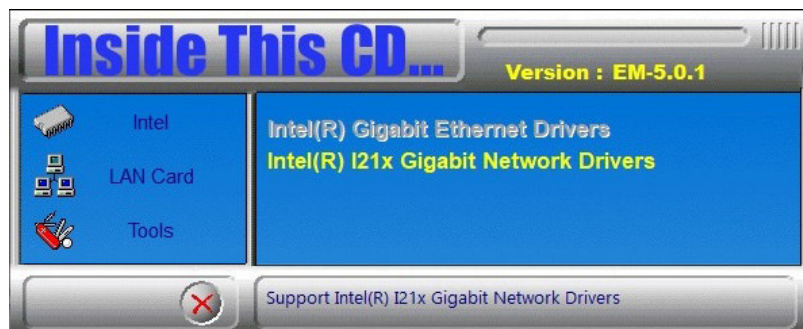 Inside This CD...
Version : EM-5.0.1
Intel
LAN Card
Tools
Intel(R) Gigabit Ethernet Drivers
Intel(R) I21x Gigabit Network Drivers
Support Intel(R) I21x Gigabit Network Drivers